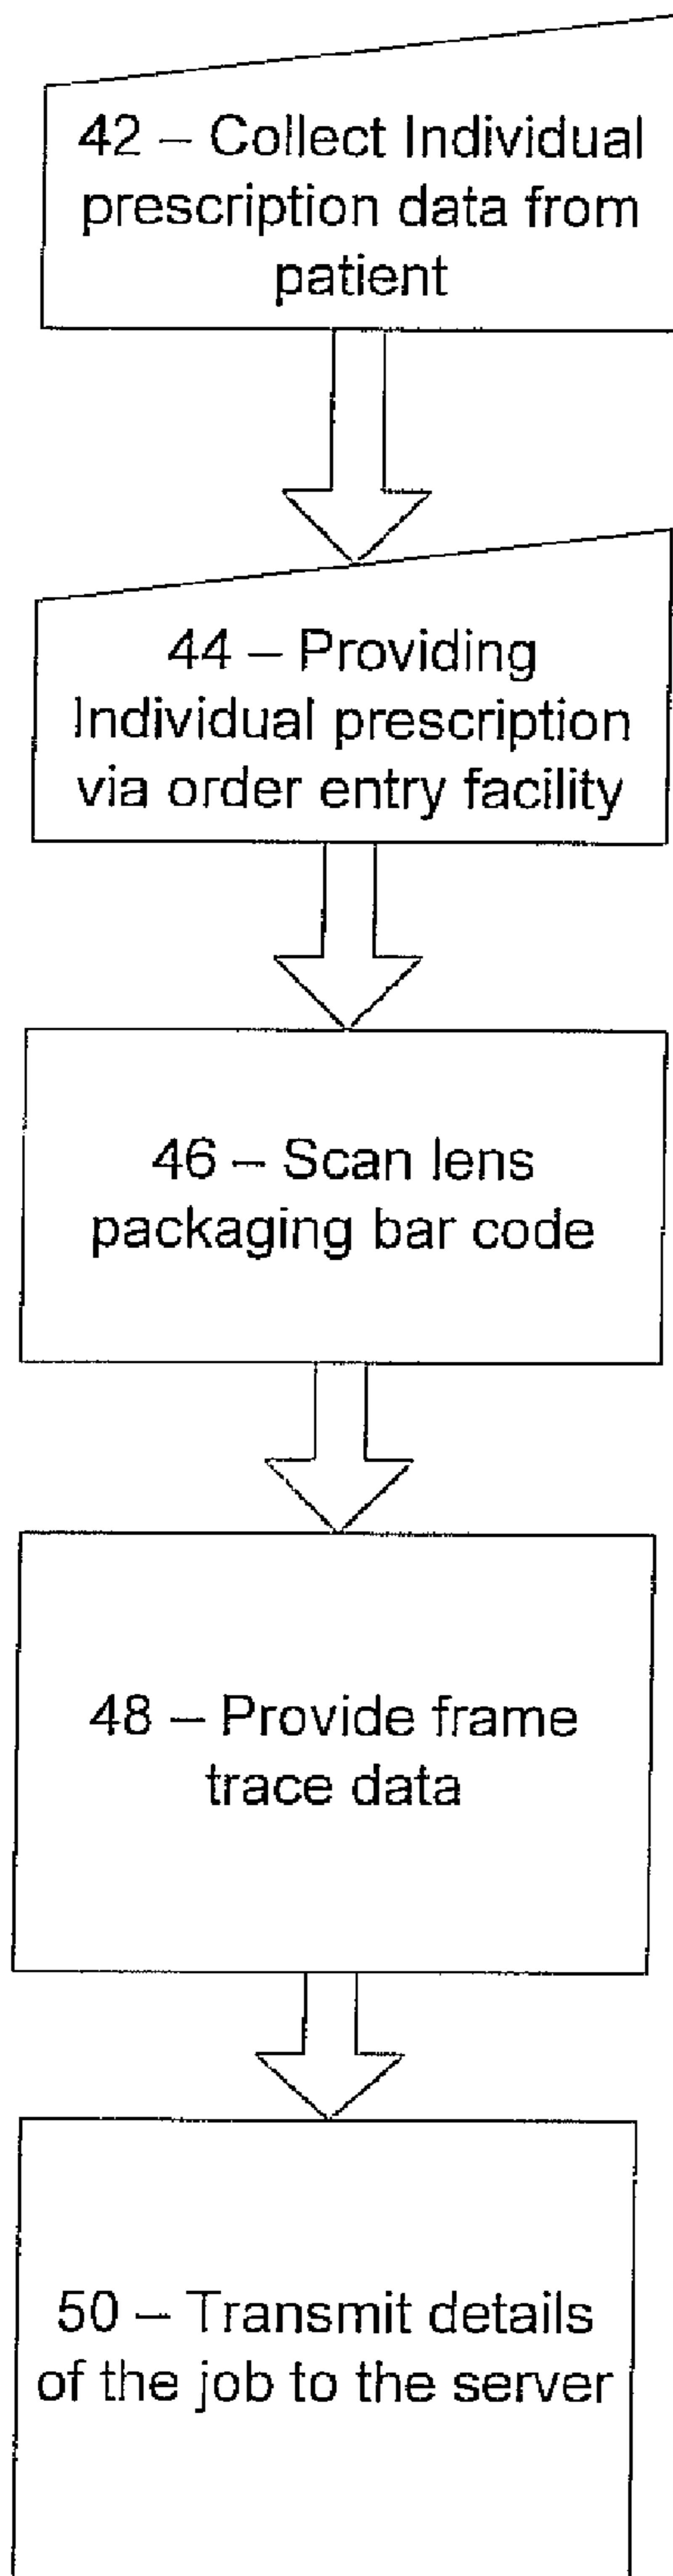 42 – Collect Individual
prescription data from
patient
44 – Providing
Individual prescription
via order entry facility
46 – Scan lens
packaging bar code
48 – Provide frame
trace data
50 – Transmit details
of the job to the server